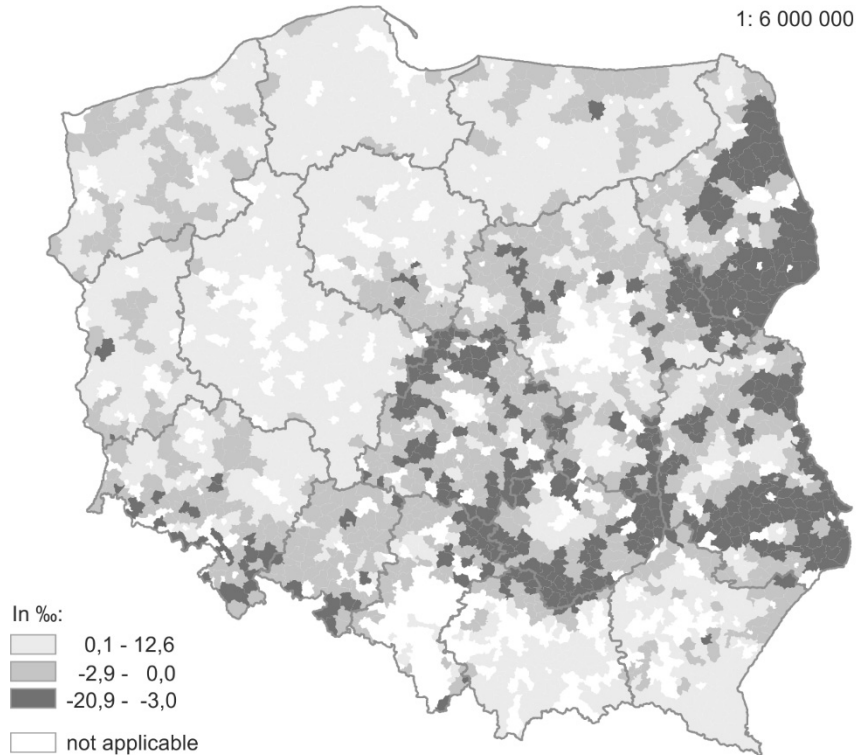 1: 6 000 000
In ‰:
0,1 - 12,6
-2,9 - 0,0
-20,9 - -3,0
not applicable